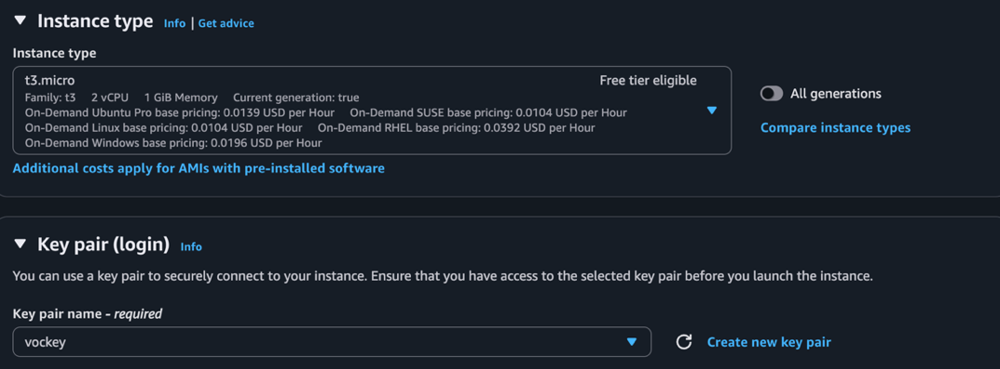 Instance type Info | Get advice
Instance type
t3.micro Free tier eligible
Family: t3 2 vCPU 1 GiB Memory Current generation: true
On-Demand Ubuntu Pro base pricing: 0.0139 USD per Hour On-Demand SUSE base pricing: 0.0104 USD per Hour
On-Demand Linux base pricing: 0.0104 USD per Hour On-Demand RHEL base pricing: 0.0392 USD per Hour
On-Demand Windows base pricing: 0.0196 USD per Hour
All generations
Compare instance types
Additional costs apply for AMIs with pre-installed software
Key pair (login) Info
You can use a key pair to securely connect to your instance. Ensure that you have access to the selected key pair before you launch the instance.
Key pair name - required
vockey
Create new key pair